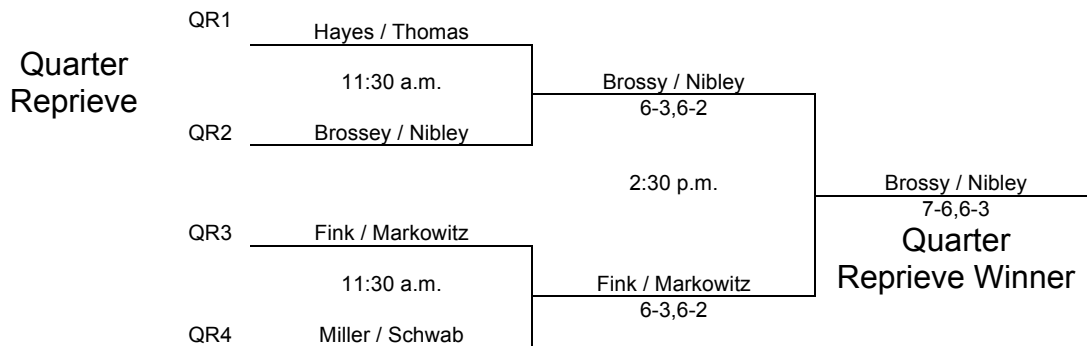 QR1
Hayes / Thomas
Quarter
Reprieve
11:30 a.m.
Brossy / Nibley
6-3,6-2
QR2
Brossey / Nibley
2:30 p.m.
Brossy / Nibley
7-6,6-3
QR3
Fink / Markowitz
Quarter
Reprieve Winner
11:30 a.m.
Fink / Markowitz
6-3,6-2
QR4
Miller / Schwab